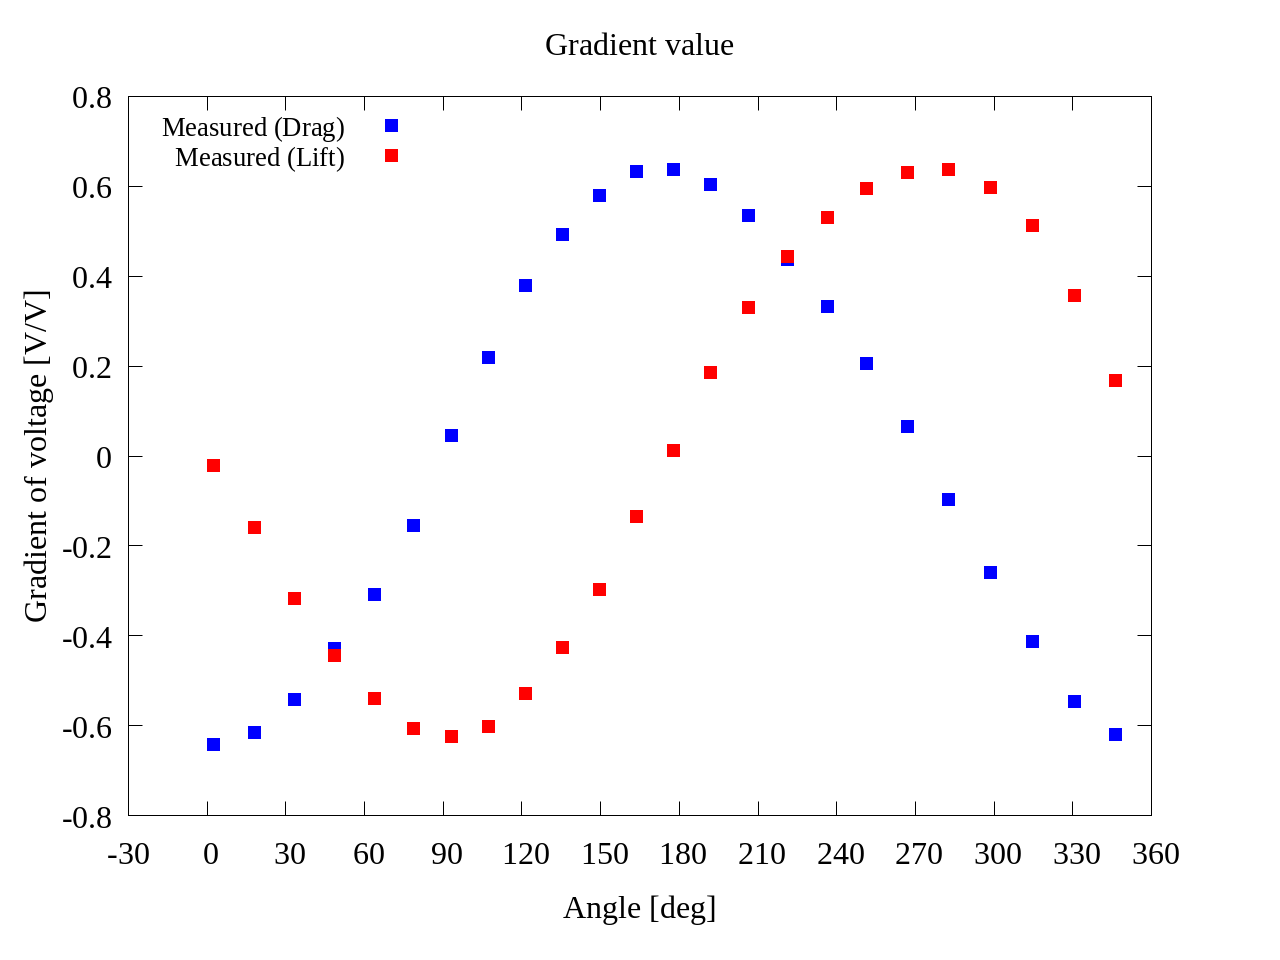 Gradient value
Measured (Drag)
Measured (Lift)
0.8
0.6
0.4
0.2
0
-0.2
-0.4
-0.6
-0.8
Gradient of voltage [V/V]
-30 0 30 60 90 120 150 180 210 240 270 300 330 360
Angle [deg]